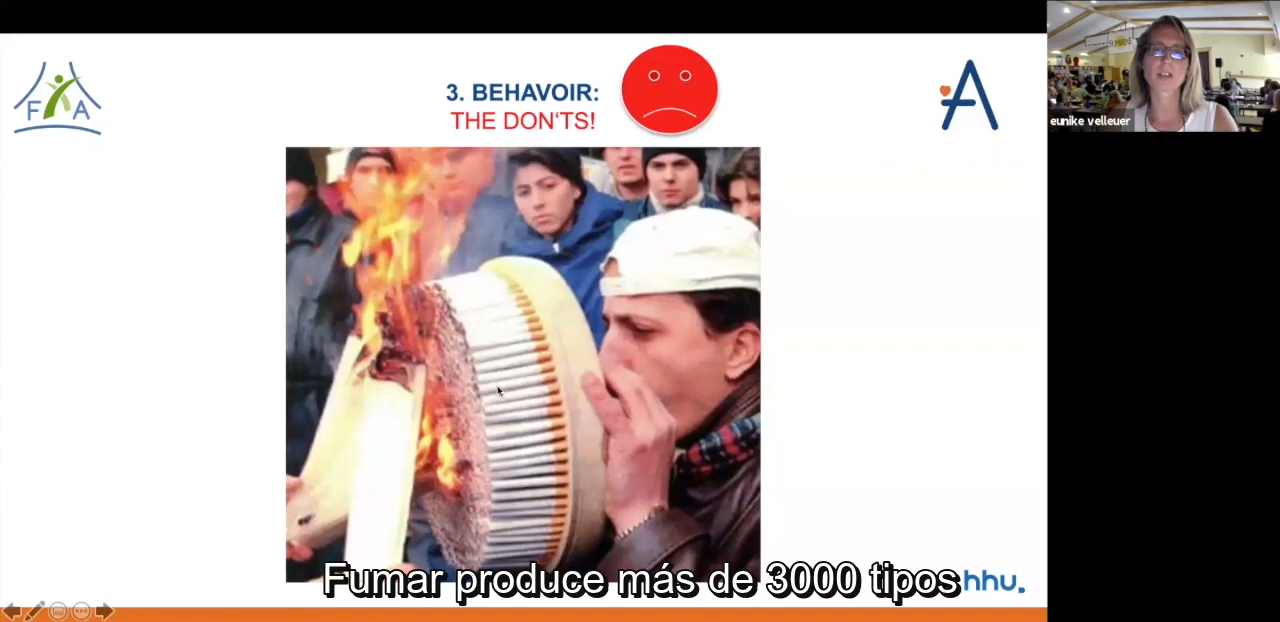 3. BEHAVOIR:
THE DON'TS!
F A
A
eunike velleuer
Fumar produce más de 3000 tipos
hhu.